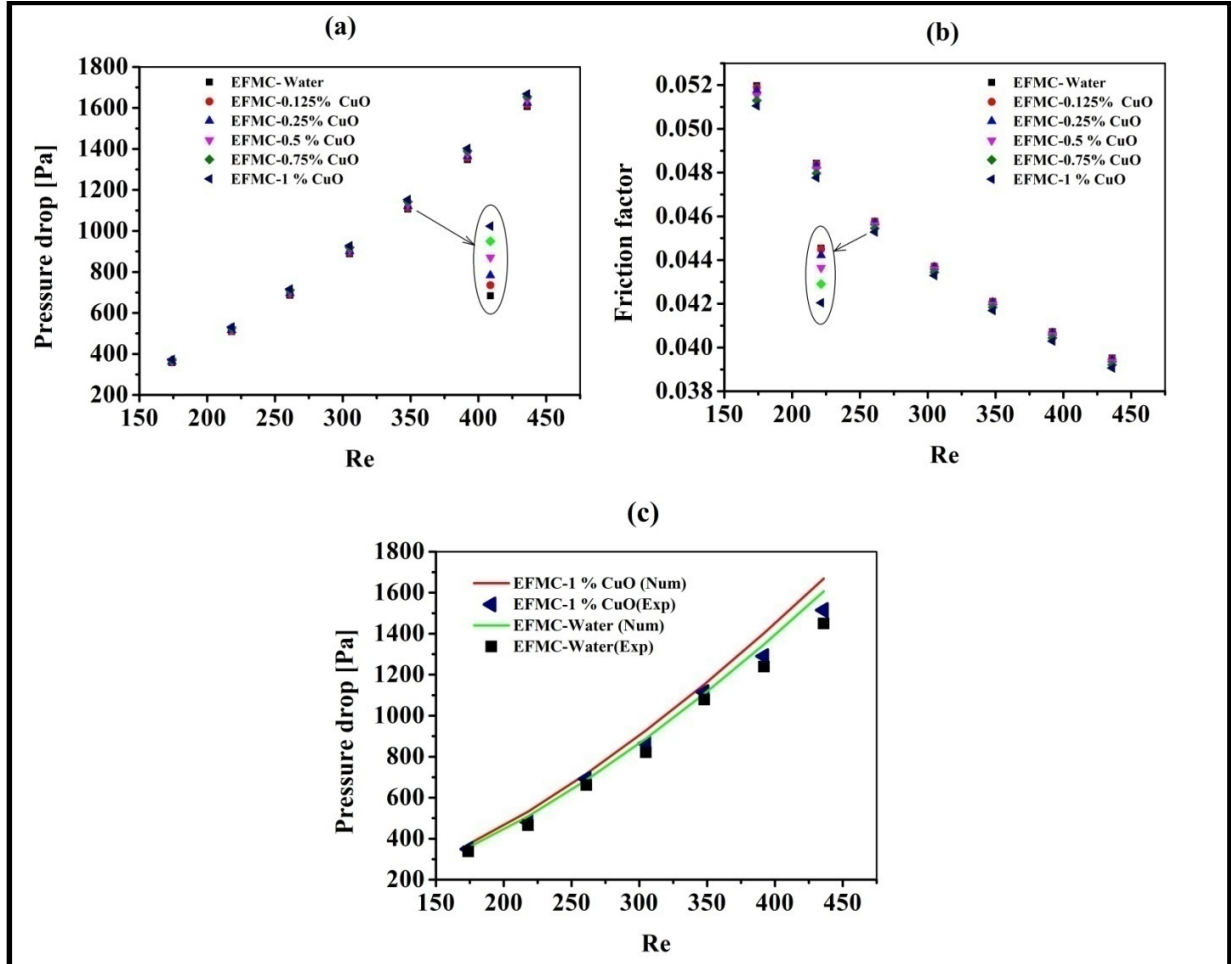 (a)
1800
1600
1400
1200
1000
800
600
400
200
Pressure drop [Pa]
EFMC-Water
EFMC-0.125% CuO
EFMC-0.25% CuO
EFMC-0.5 % CuO
EFMC-0.75% CuO
EFMC-1 % CuO
150 200 250 300 350 400 450
Re
(b)
0.052
0.050
0.048
0.046
0.044
0.042
0.040
0.038
Friction factor
EFMC-Water
EFMC-0.125% CuO
EFMC-0.25% CuO
EFMC-0.5 % CuO
EFMC-0.75% CuO
EFMC-1 % CuO
150 200 250 300 350 400 450
Re
(c)
1800
1600
1400
1200
1000
800
600
400
200
Pressure drop [Pa]
EFMC-1 % CuO (Num)
EFMC-1 % CuO(Exp)
EFMC-Water (Num)
EFMC-Water(Exp)
150 200 250 300 350 400 450
Re